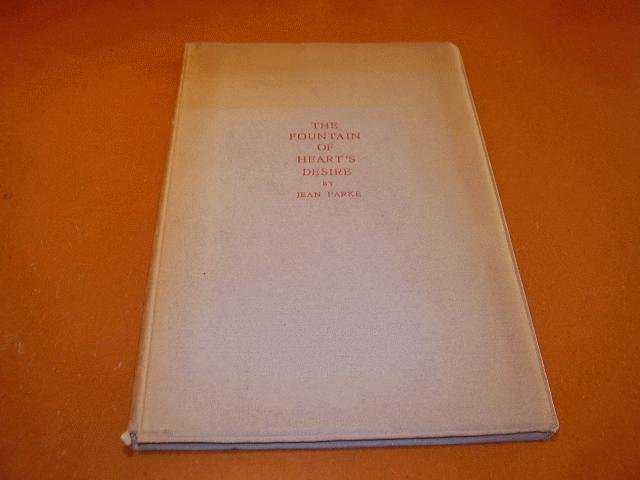 THE
FOUNTAIN
OF
HEART'S
DESIRE
BY
JEAN PARKE